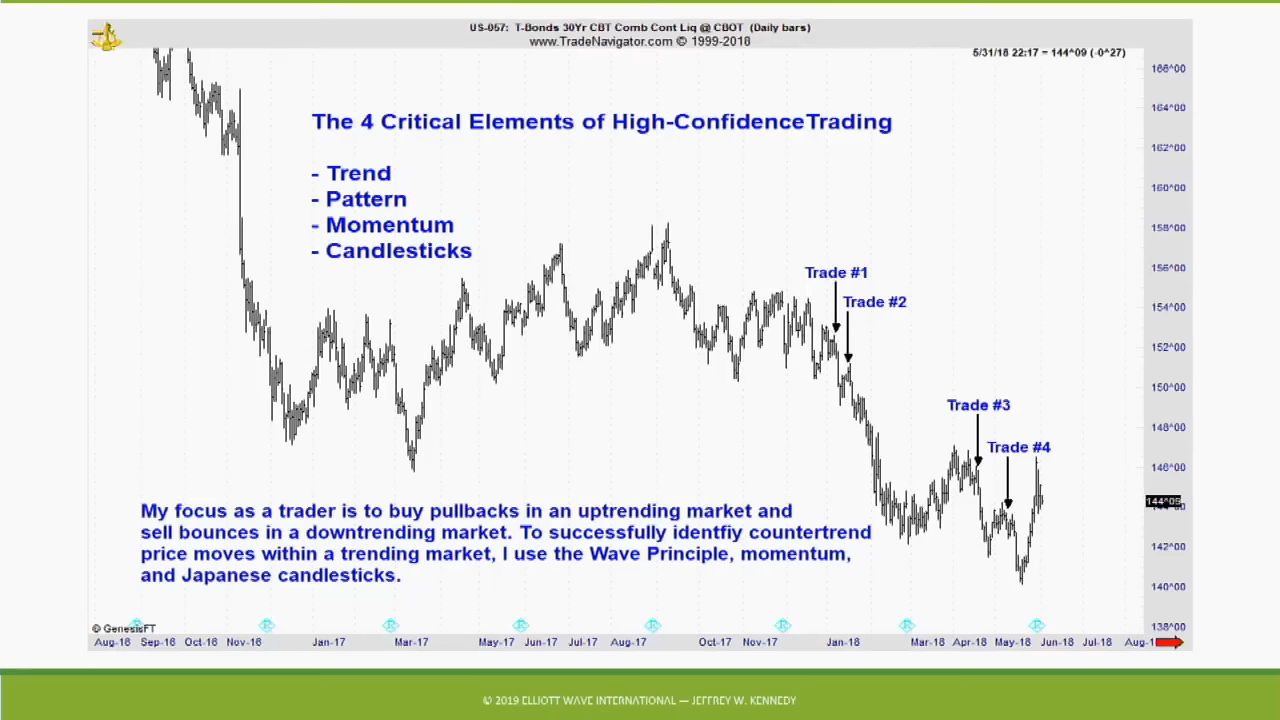 US-057: T-Bonds 30Yr CBT Comb Cont Liq @ CBOT (Daily bars)
www.TradeNavigator.com © 1999-2018
5/31/18 22:17 = 144^09 (-0^27)
The 4 Critical Elements of High-ConfidenceTrading
- Trend
- Pattern
- Momentum
- Candlesticks
Trade #1
Trade #2
Trade #3
Trade #4
My focus as a trader is to buy pullbacks in an uptrending market and
sell bounces in a downtrending market. To successfully identfiy countertrend
price moves within a trending market, I use the Wave Principle, momentum,
and Japanese candlesticks.
166^00
164^00
162^00
160^00
158^00
156^00
154^00
152^00
150^00
148^00
146^00
144^09
144^00
142^00
140^00
138^00
© GenesisFT
R R R R R R R R
Aug-16 Sep-16 Oct-16 Nov-16 Jan-17 Mar-17 May-17 Jun-17 Jul-17 Aug-17 Oct-17 Nov-17 Jan-18 Mar-18 Apr-18 May-18 Jun-18 Jul-18 Aug-1
© 2019 ELLIOTT WAVE INTERNATIONAL — JEFFREY W. KENNEDY